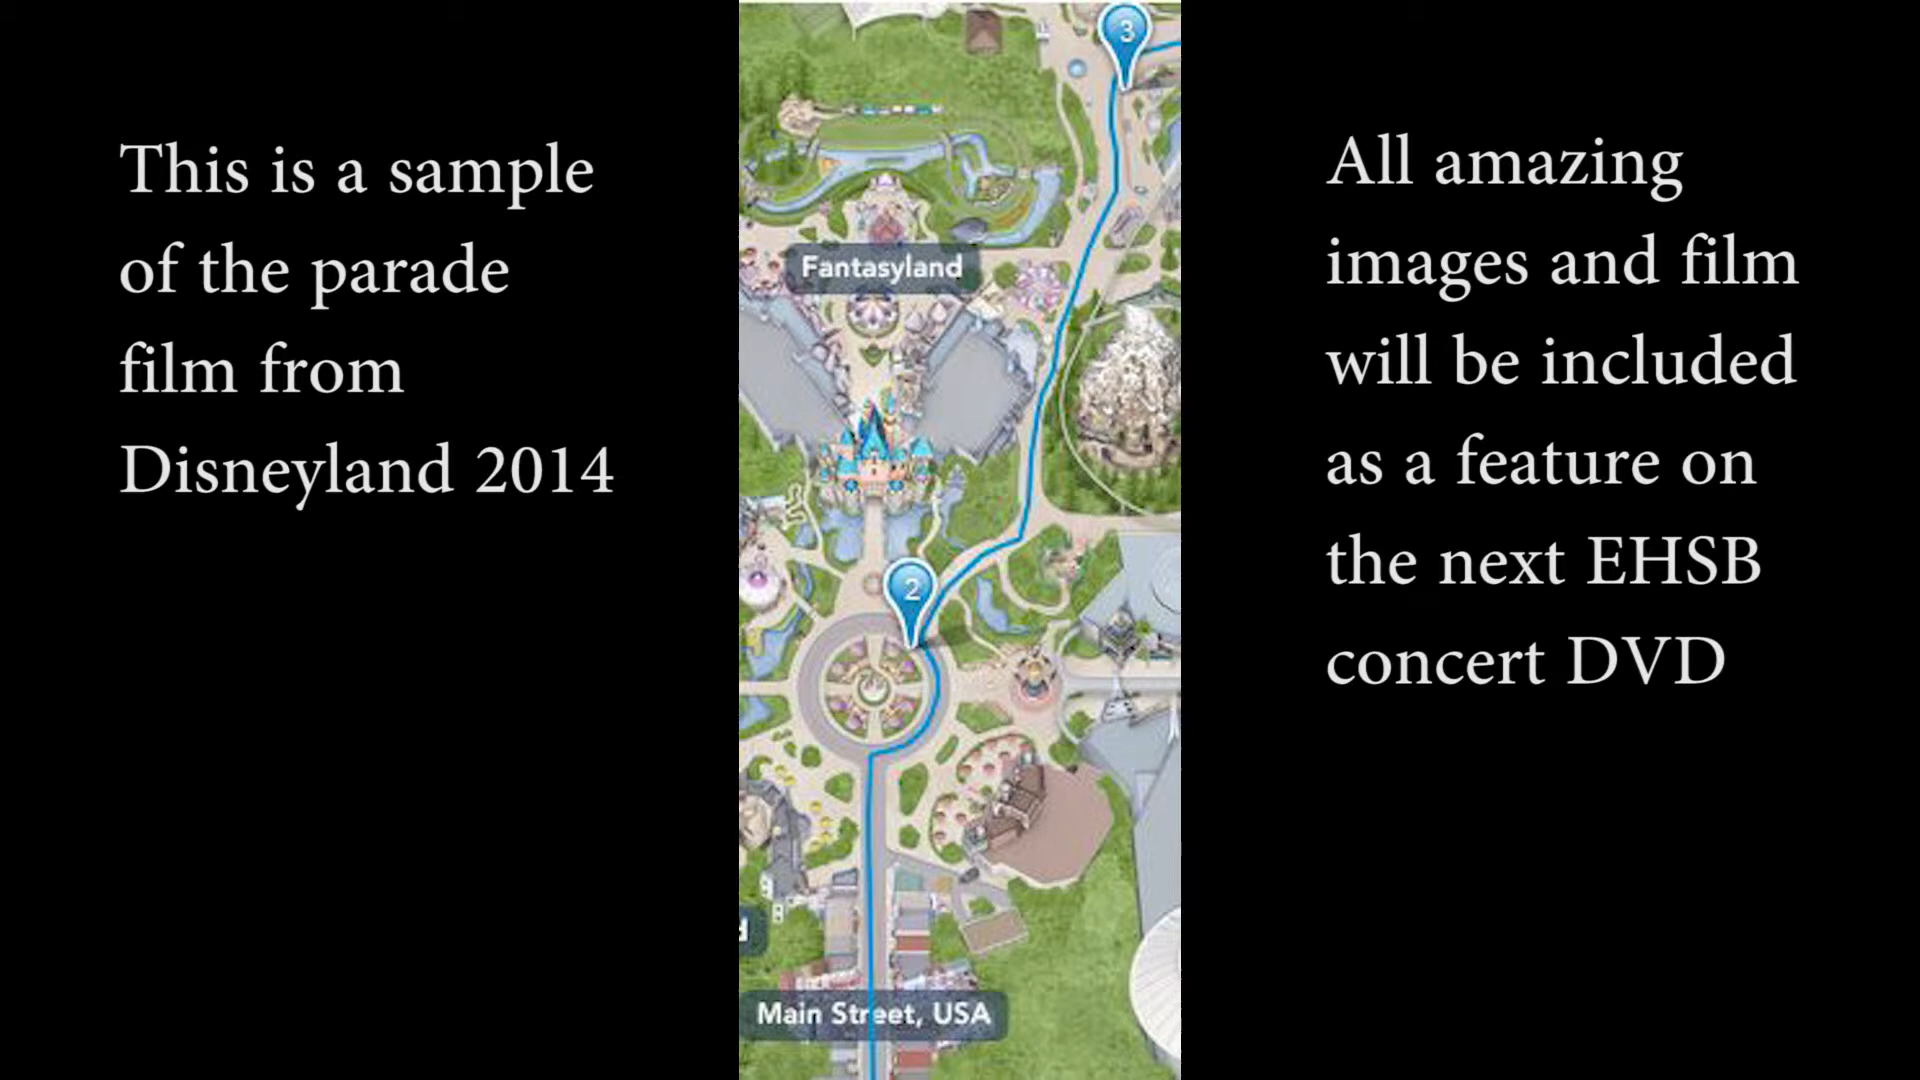 This is a sample
of the parade
film from
Disneyland 2014
3
Fantasyland
2
Main Street, USA
All amazing
images and film
will be included
as a feature on
the next EHSB
concert DVD